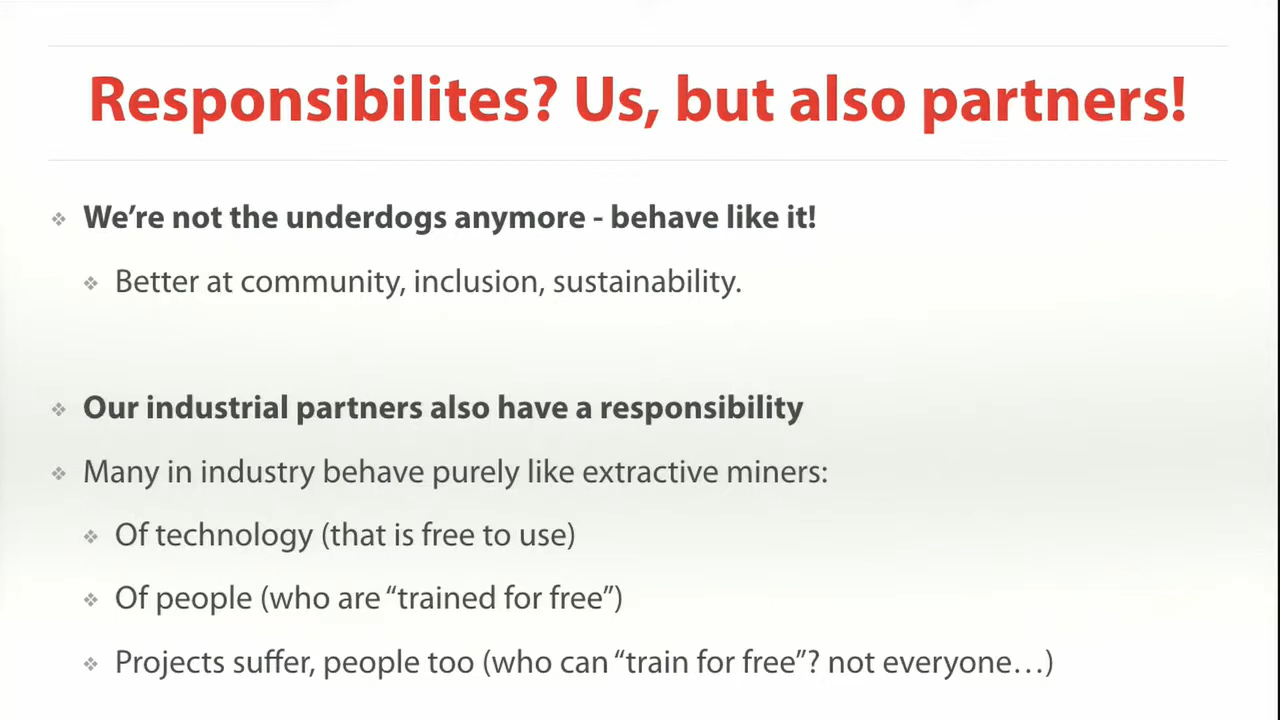 Responsibilites? Us, but also partners!
We’re not the underdogs anymore - behave like it!
Better at community, inclusion, sustainability.
Our industrial partners also have a responsibility
Many in industry behave purely like extractive miners:
Of technology (that is free to use)
Of people (who are “trained for free”)
Projects suffer, people too (who can “train for free”? not everyone…)